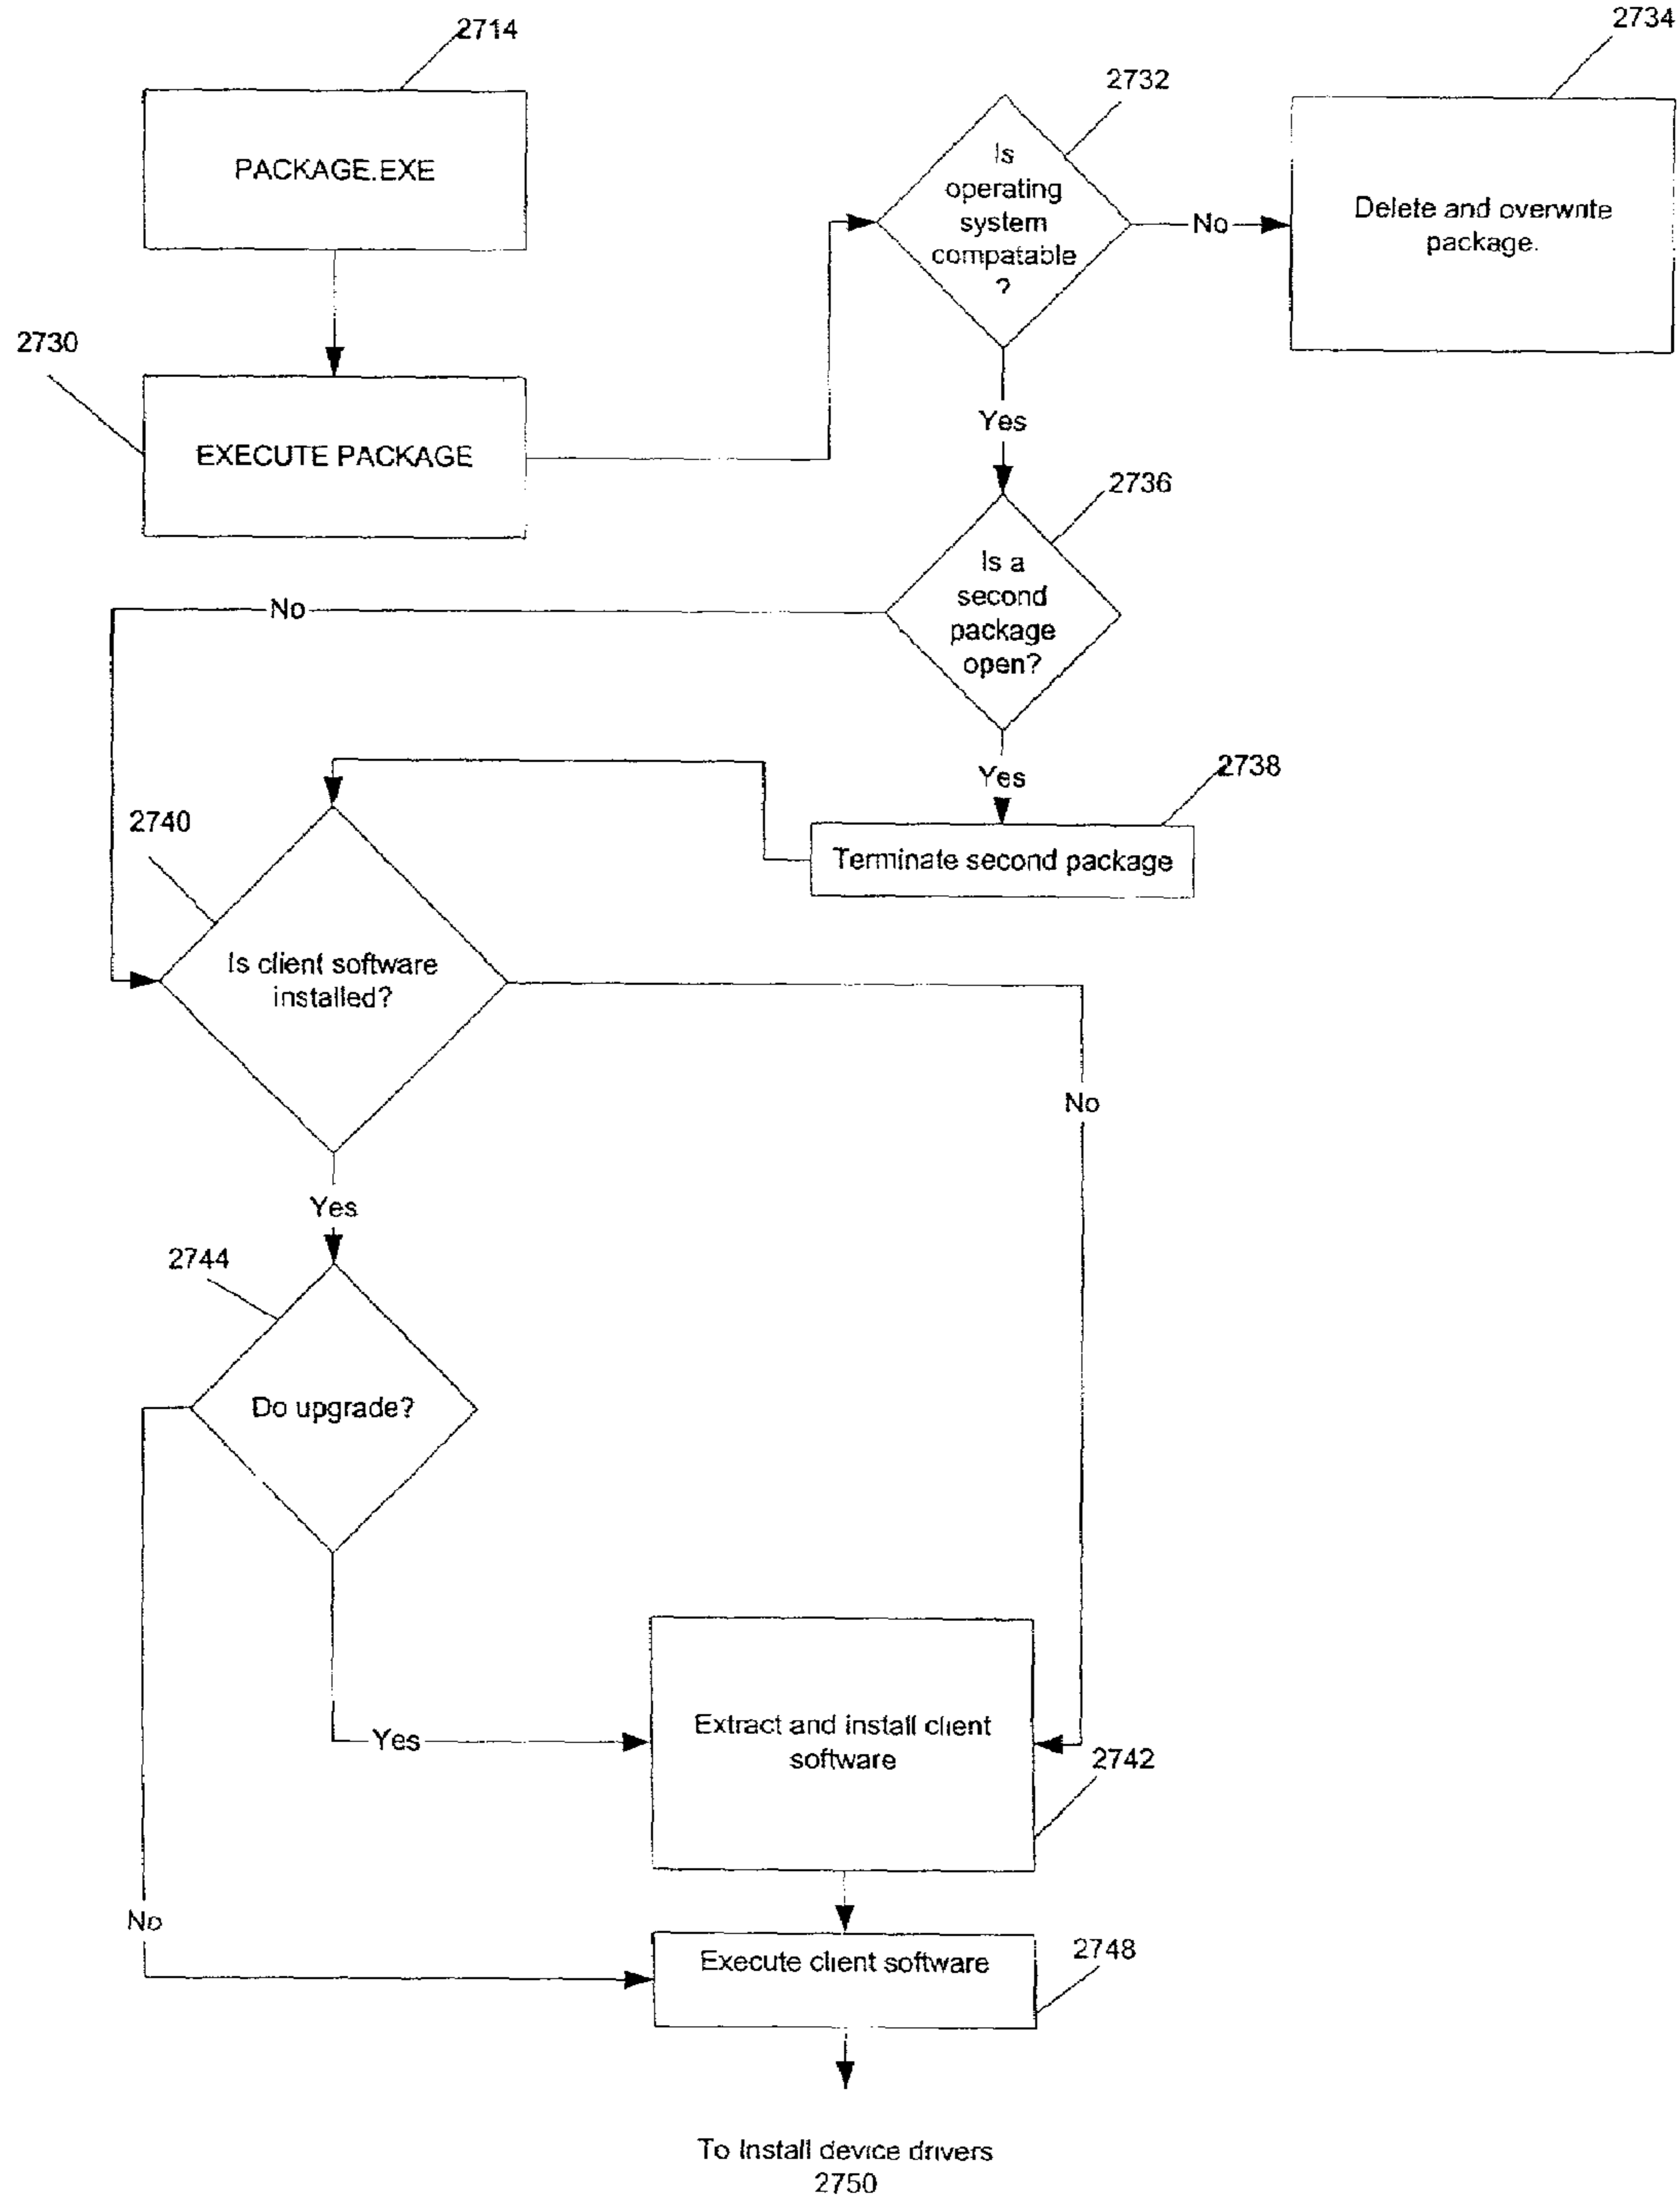 2714
PACKAGE.EXE
2730
EXECUTE PACKAGE
2732
Is
operating
system
compatable
?
No
2734
Delete and overwrite
package.
Yes
2736
Is a
second
package
open?
No
Yes
2738
Terminate second package
2740
Is client software
installed?
No
Yes
2744
Do upgrade?
Yes
Extract and install client
software
2742
No
Execute client software
2748
To Install device drivers
2750